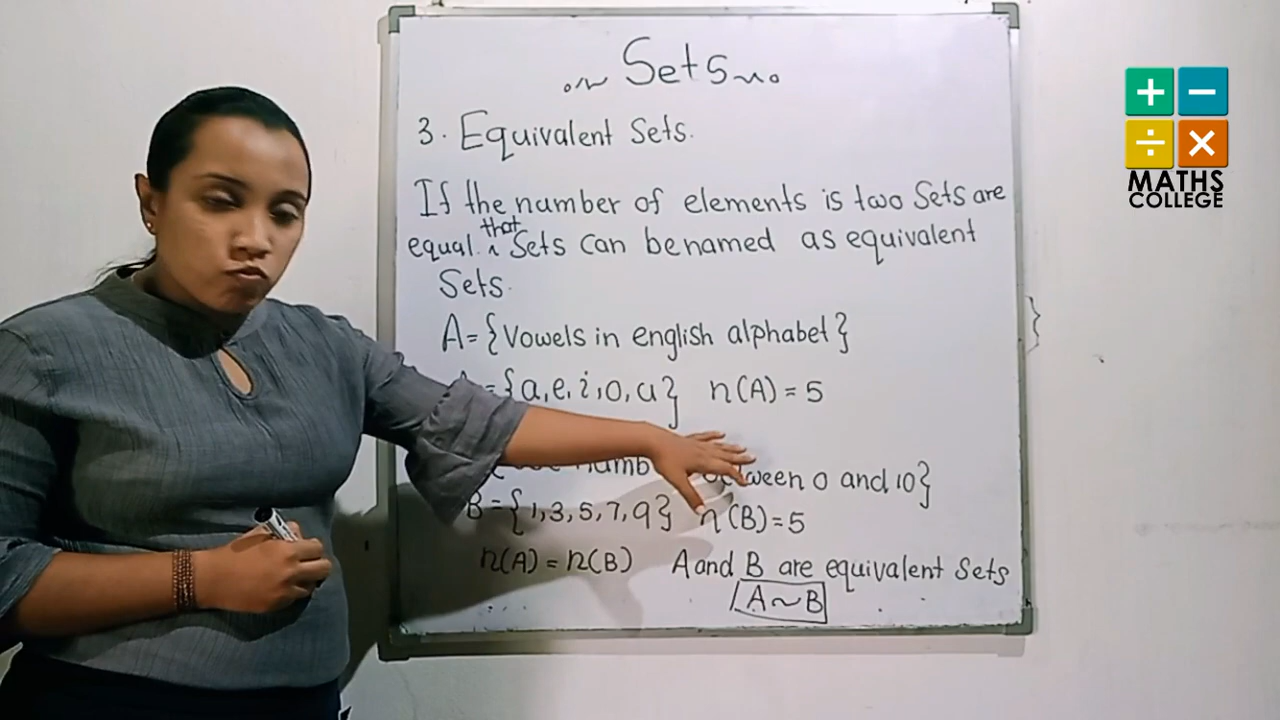 Sets
3. Equivalent Sets.
If the number of elements is two Sets are
equal. that Sets can be named as equivalent
Sets.
A = {Vowels in english alphabet}
= {a, e, i, o, u} n(A) = 5
between 0 and 10}
B = {1, 3, 5, 7, 9} n(B) = 5
n(A) = n(B) A and B are equivalent Sets
A ~ B
+ −
÷ ×
MATHS
COLLEGE